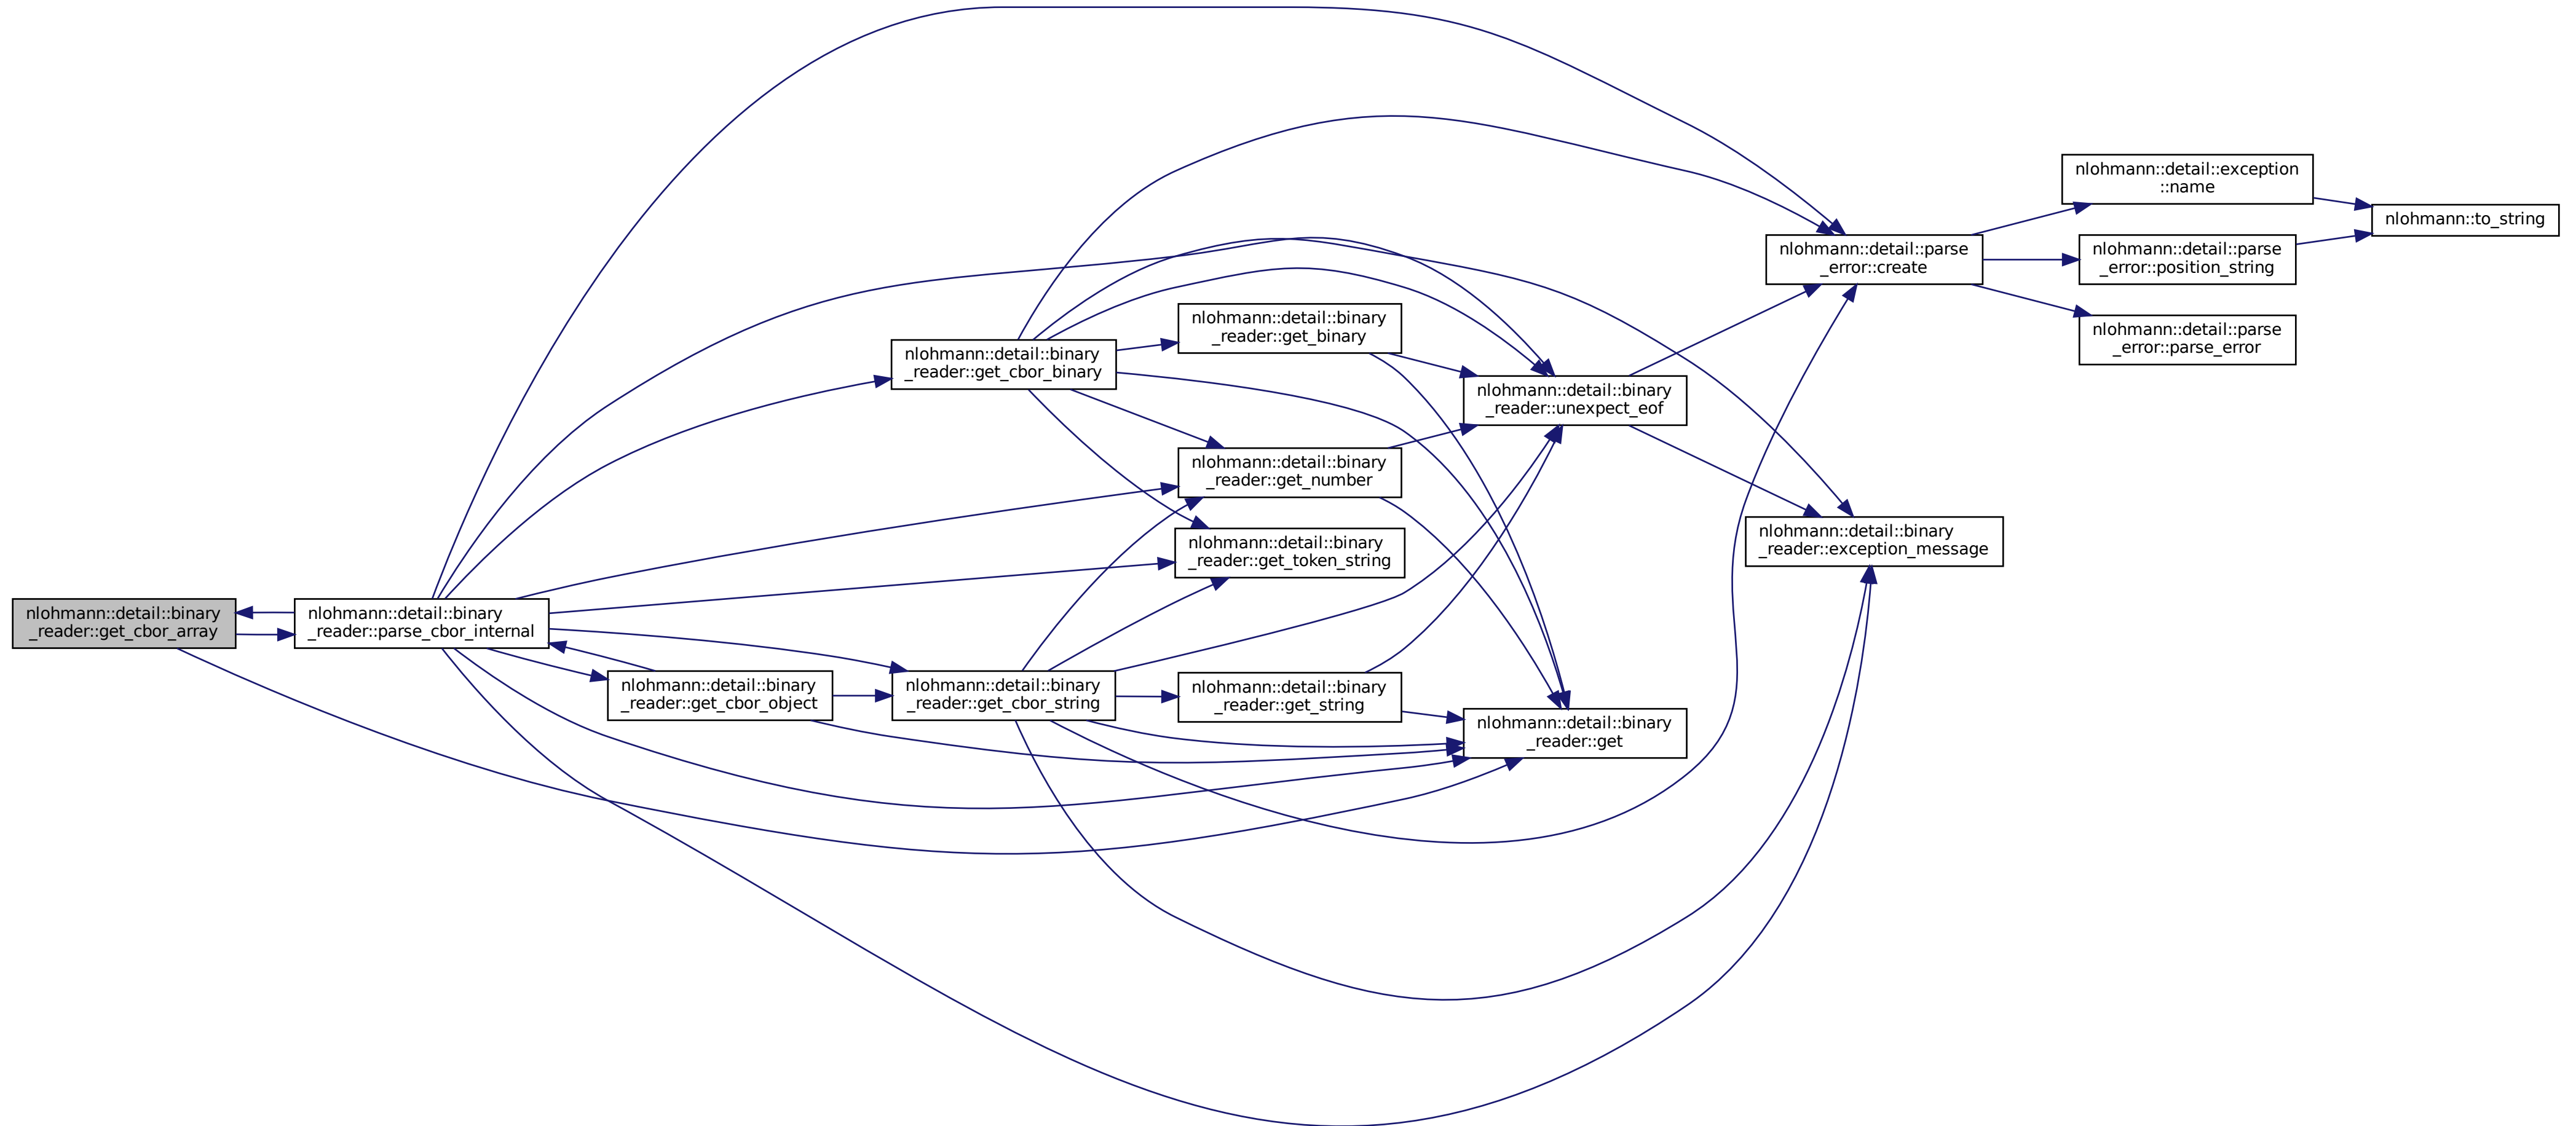 nlohmann::detail::binary
_reader::get_cbor_array
nlohmann::detail::binary
_reader::parse_cbor_internal
nlohmann::detail::binary
_reader::get_cbor_object
nlohmann::detail::binary
_reader::get_cbor_binary
nlohmann::detail::binary
_reader::get_cbor_string
nlohmann::detail::binary
_reader::get_binary
nlohmann::detail::binary
_reader::get_number
nlohmann::detail::binary
_reader::get_token_string
nlohmann::detail::binary
_reader::get_string
nlohmann::detail::binary
_reader::unexpect_eof
nlohmann::detail::binary
_reader::get
nlohmann::detail::parse
_error::create
nlohmann::detail::binary
_reader::exception_message
nlohmann::detail::exception
::name
nlohmann::detail::parse
_error::position_string
nlohmann::detail::parse
_error::parse_error
nlohmann::to_string